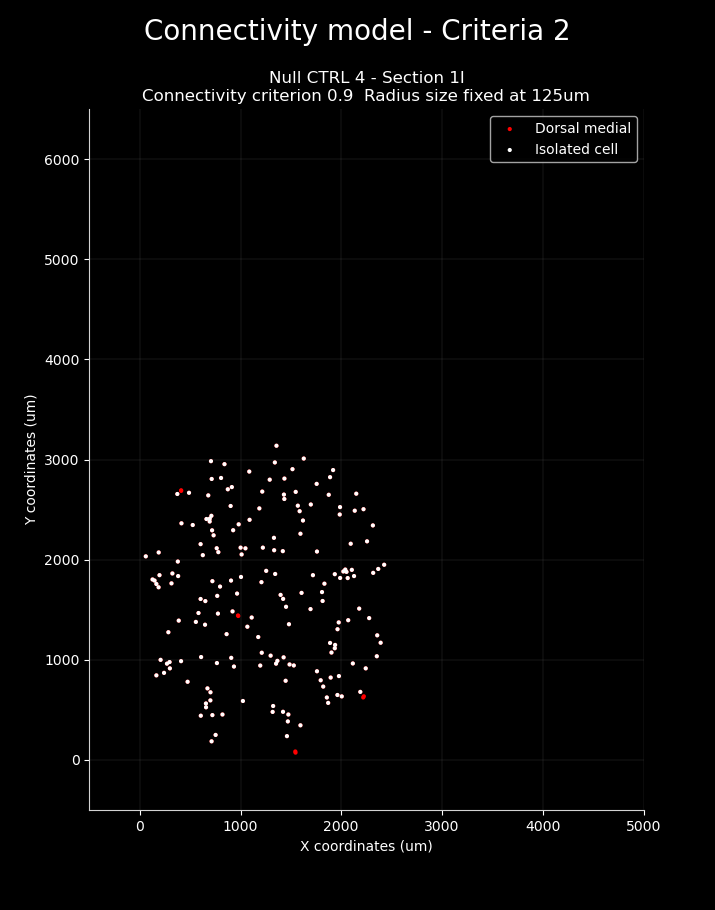 Connectivity model - Criteria 2
Null CTRL 4 - Section 1l
Connectivity criterion 0.9  Radius size fixed at 125um
Dorsal medial
Isolated cell
6000
5000
4000
3000
2000
1000
0
Y coordinates (um)
0
1000
2000
3000
4000
5000
X coordinates (um)